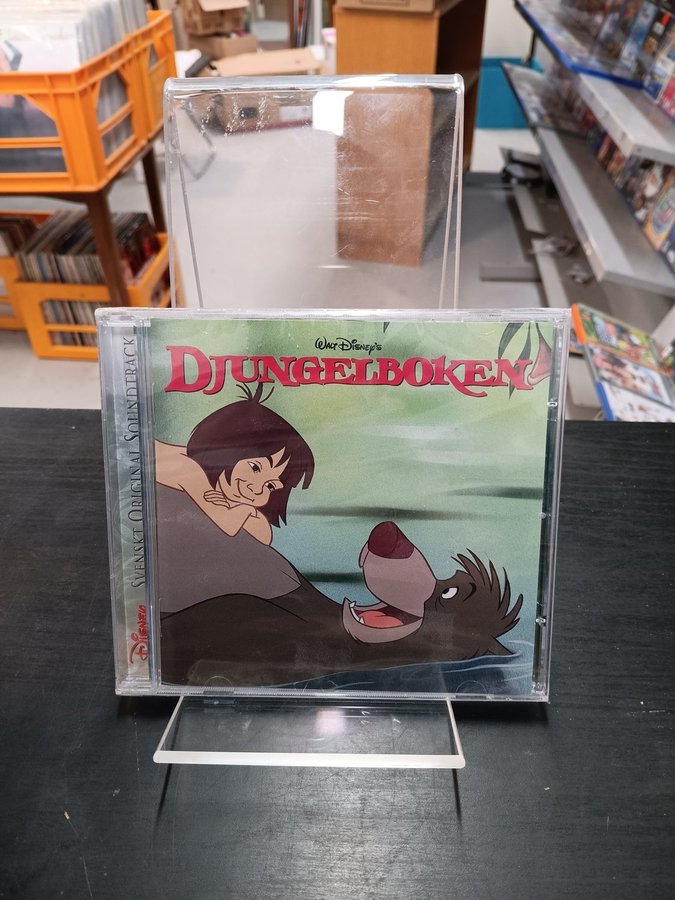 Walt Disney's
DJUNGELBOKEN
Disney Svenskt Original Soundtrack